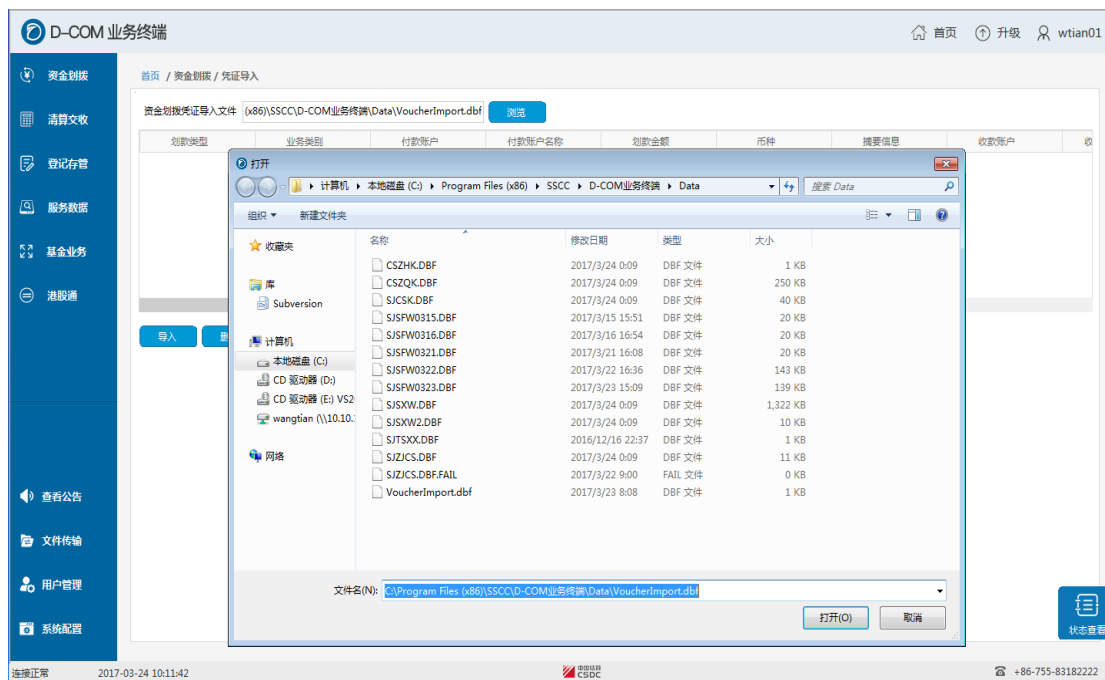 D-COM 业务终端
首页 升级 wtian01
资金划拨
清算交收
登记存管
服务数据
基金业务
港股通
查看公告
文件传输
用户管理
系统配置
首页 / 资金划拨 / 凭证导入
资金划拨凭证导入文件 (x86)\SSCC\D-COM业务终端\Data\VoucherImport.dbf 浏览
划款类型 业务类别 付款账户 付款账户名称 划款金额 币种 摘要信息 收款账户
导入
打开
计算机 本地磁盘 (C:) Program Files (x86) SSCC D-COM业务终端 Data 搜索 Data
组织 新建文件夹
收藏夹
库
Subversion
计算机
本地磁盘 (C:)
CD 驱动器 (D:)
CD 驱动器 (E:) VS2
wangtian (\\10.10.
网络
名称 修改日期 类型 大小
CSZHK.DBF 2017/3/24 0:09 DBF 文件 1 KB
CSZQK.DBF 2017/3/24 0:09 DBF 文件 250 KB
SJCSK.DBF 2017/3/24 0:09 DBF 文件 40 KB
SJSFW0315.DBF 2017/3/15 15:51 DBF 文件 20 KB
SJSFW0316.DBF 2017/3/16 16:54 DBF 文件 20 KB
SJSFW0321.DBF 2017/3/21 16:08 DBF 文件 20 KB
SJSFW0322.DBF 2017/3/22 16:36 DBF 文件 143 KB
SJSFW0323.DBF 2017/3/23 15:09 DBF 文件 139 KB
SJSXW.DBF 2017/3/24 0:09 DBF 文件 1,322 KB
SJSXW2.DBF 2017/3/24 0:09 DBF 文件 10 KB
SJTSXX.DBF 2016/12/16 22:37 DBF 文件 1 KB
SJZJCS.DBF 2017/3/24 0:09 DBF 文件 11 KB
SJZJCS.DBF.FAIL 2017/3/22 9:00 FAIL 文件 0 KB
VoucherImport.dbf 2017/3/23 8:08 DBF 文件 1 KB
文件名(N): C:\Program Files (x86)\SSCC\D-COM业务终端\Data\VoucherImport.dbf
打开(O) 取消
状态查看
连接正常 2017-03-24 10:11:42 中国结算 CSDC +86-755-83182222